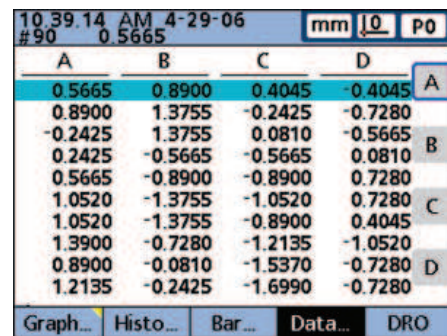 10.39.14 AM 4-29-06
#90 0.5665 mm 0 P0
A B C D
0.5665 0.8900 0.4045 -0.4045 A
0.8900 1.3755 -0.2425 -0.7280
-0.2425 1.3755 0.0810 -0.5665
0.2425 -0.5665 -0.5665 0.0810 B
0.5665 -0.8900 -0.8900 0.7280
1.0520 -1.3755 -1.0520 0.7280
1.0520 -1.3755 -0.8900 0.4045 C
1.3900 -0.7280 -1.2135 -1.0520
0.8900 -0.0810 -1.5370 -0.7280 D
1.2135 -0.2425 -1.6990 -0.7280
Graph... Histo... Bar... Data... DRO